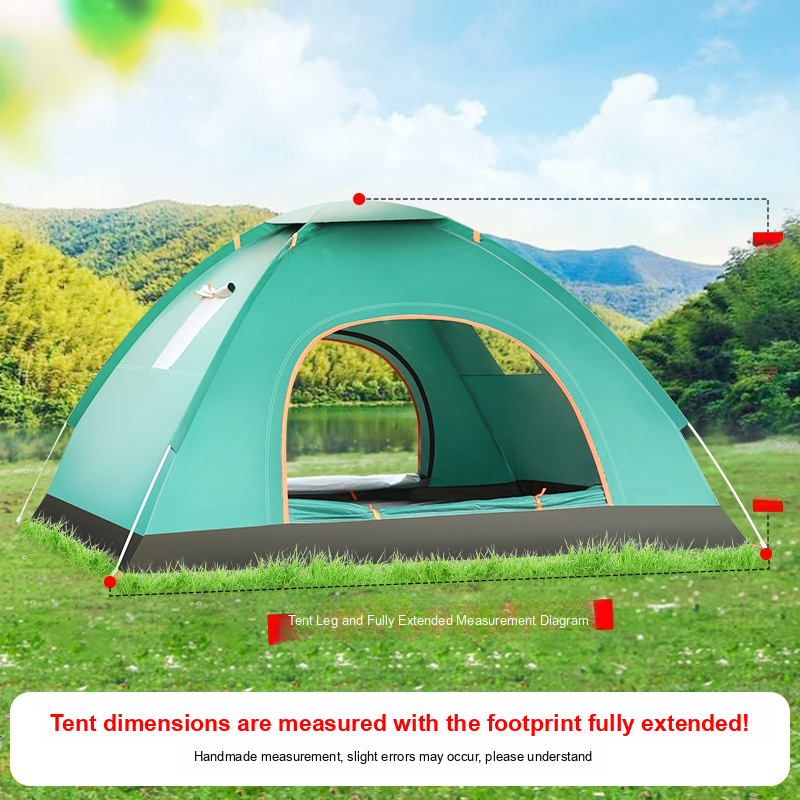 Tent Leg and Fully Extended Measurement Diagram
Tent dimensions are measured with the footprint fully extended!
Handmade measurement, slight errors may occur, please understand